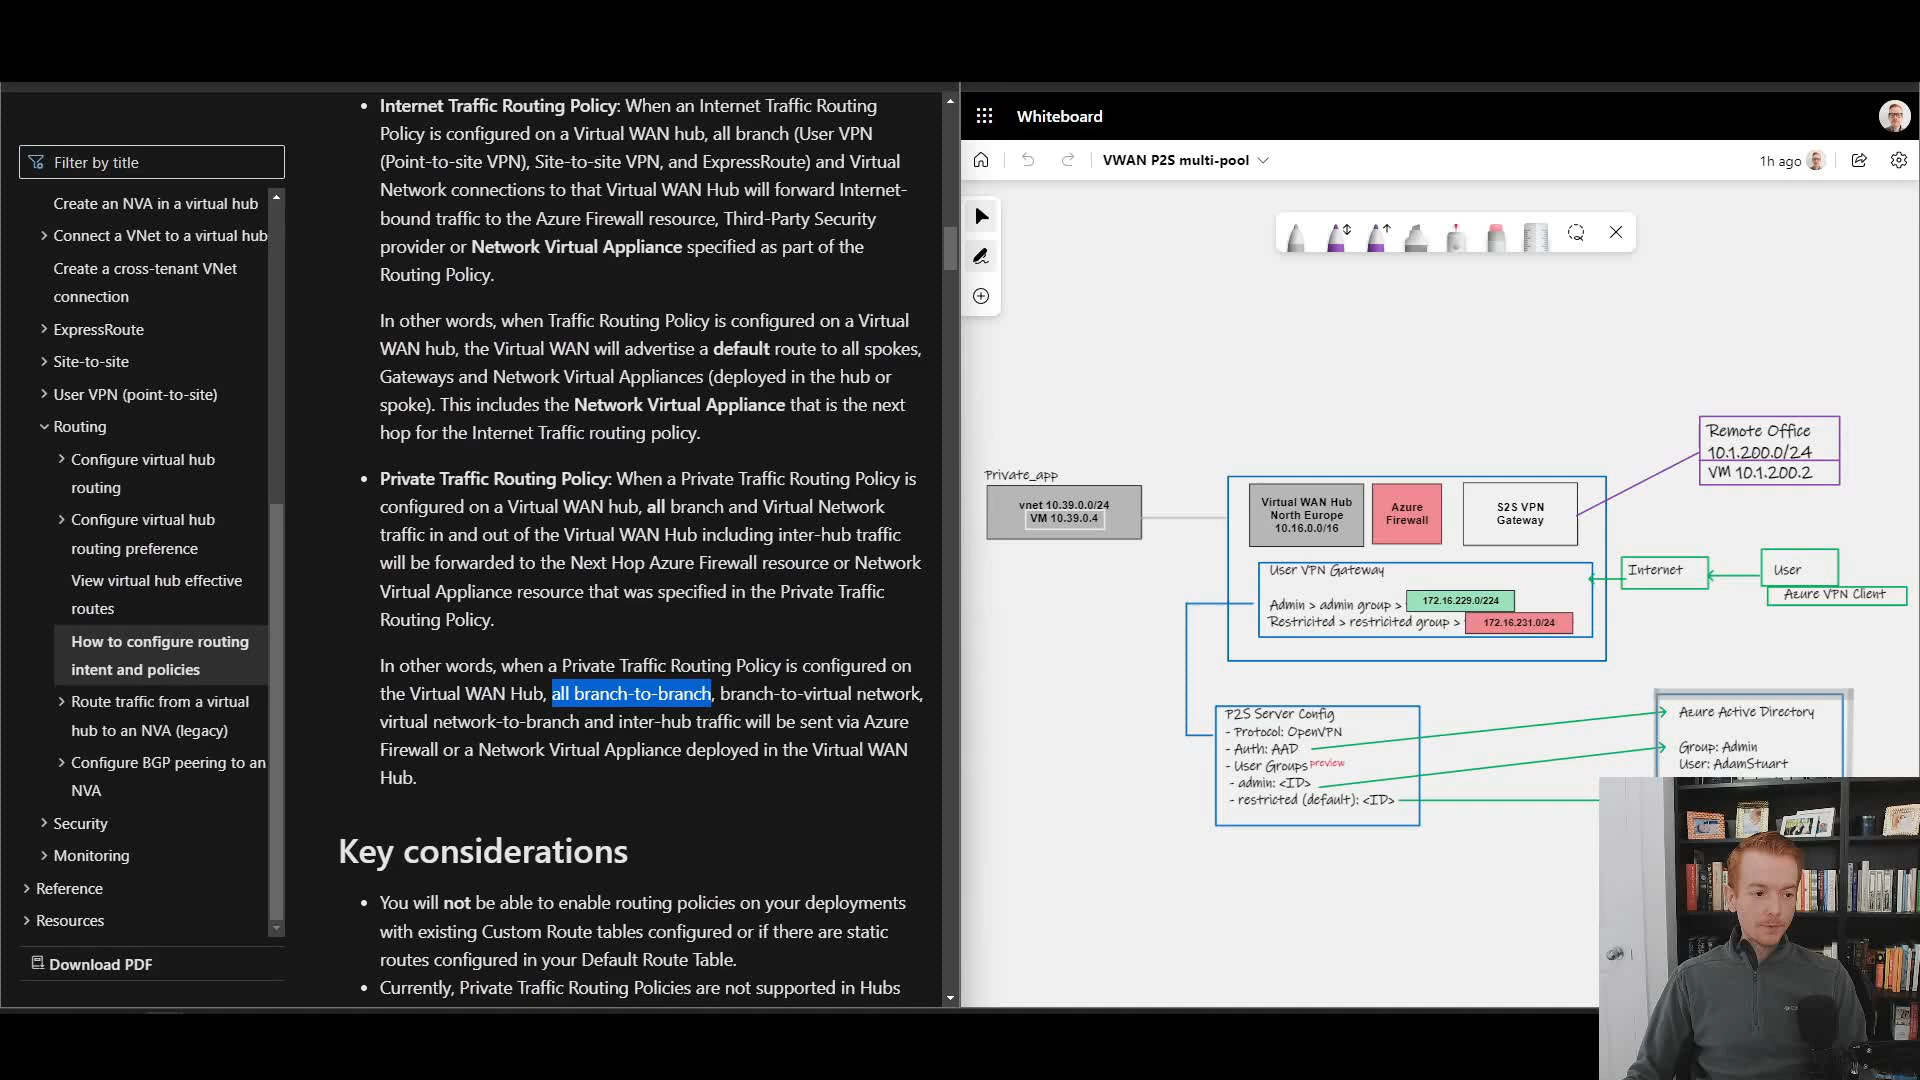 Filter by title
Create an NVA in a virtual hub
Connect a VNet to a virtual hub
Create a cross-tenant VNet
connection
ExpressRoute
Site-to-site
User VPN (point-to-site)
Routing
Configure virtual hub
routing
Configure virtual hub
routing preference
View virtual hub effective
routes
How to configure routing
intent and policies
Route traffic from a virtual
hub to an NVA (legacy)
Configure BGP peering to an
NVA
Security
Monitoring
Reference
Resources
Download PDF
• Internet Traffic Routing Policy: When an Internet Traffic Routing
Policy is configured on a Virtual WAN hub, all branch (User VPN
(Point-to-site VPN), Site-to-site VPN, and ExpressRoute) and Virtual
Network connections to that Virtual WAN Hub will forward Internet-
bound traffic to the Azure Firewall resource, Third-Party Security
provider or Network Virtual Appliance specified as part of the
Routing Policy.
In other words, when Traffic Routing Policy is configured on a Virtual
WAN hub, the Virtual WAN will advertise a default route to all spokes,
Gateways and Network Virtual Appliances (deployed in the hub or
spoke). This includes the Network Virtual Appliance that is the next
hop for the Internet Traffic routing policy.
• Private Traffic Routing Policy: When a Private Traffic Routing Policy is
configured on a Virtual WAN hub, all branch and Virtual Network
traffic in and out of the Virtual WAN Hub including inter-hub traffic
will be forwarded to the Next Hop Azure Firewall resource or Network
Virtual Appliance resource that was specified in the Private Traffic
Routing Policy.
In other words, when a Private Traffic Routing Policy is configured on
the Virtual WAN Hub, all branch-to-branch, branch-to-virtual network,
virtual network-to-branch and inter-hub traffic will be sent via Azure
Firewall or a Network Virtual Appliance deployed in the Virtual WAN
Hub.
Key considerations
• You will not be able to enable routing policies on your deployments
with existing Custom Route tables configured or if there are static
routes configured in your Default Route Table.
• Currently, Private Traffic Routing Policies are not supported in Hubs
Whiteboard
VWAN P2S multi-pool
1h ago
Private_app
vnet 10.39.0.0/24
VM 10.39.0.4
Virtual WAN Hub
North Europe
10.16.0.0/16
Azure
Firewall
S2S VPN
Gateway
Remote Office
10.1.200.0/24
VM 10.1.200.2
User VPN Gateway
Admin > admin group >
172.16.229.0/224
Restricited > restricited group >
172.16.231.0/24
Internet
User
Azure VPN Client
P2S Server Config
- Protocol: OpenVPN
- Auth: AAD
- User Groups preview
- admin: <ID>
- restricted (default): <ID>
Azure Active Directory
Group: Admin
User: AdamStuart